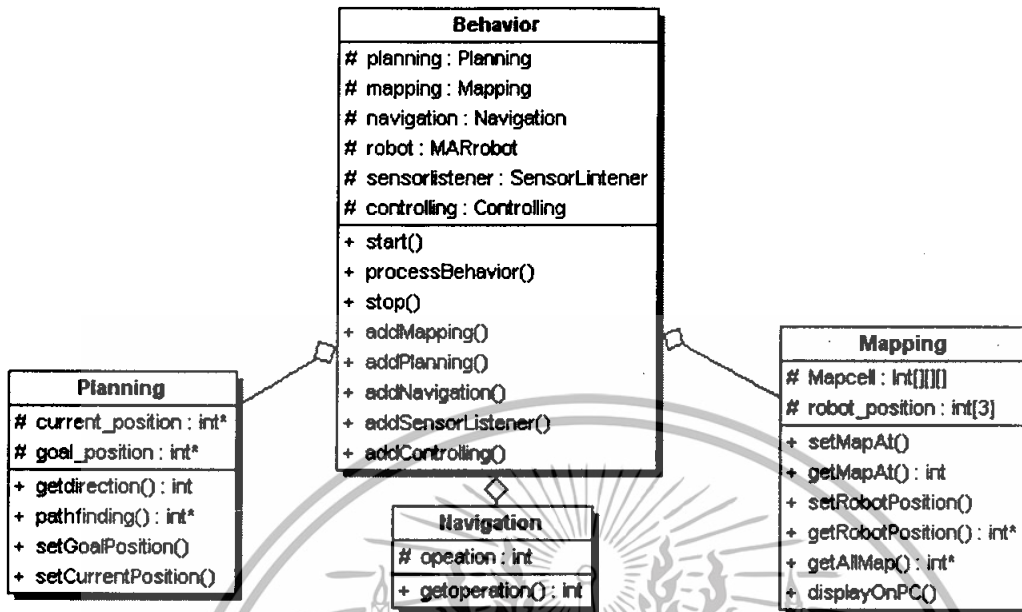 Behavior
# planning : Planning
# mapping : Mapping
# navigation : Navigation
# robot : MARrobot
# sensorlistener : SensorLintener
# controlling : Controlling
+ start()
+ processBehavior()
+ stop()
+ addMapping()
+ addPlanning()
+ addNavigation()
+ addSensorListener()
+ addControlling()
Planning
# current_position : int*
# goal_position : int*
+ getdirection() : int
+ pathfinding() : int*
+ setGoalPosition()
+ setCurrentPosition()
Navigation
# opeation : int
+ getoperation() : int
Mapping
# Mapcell : Int[][][]
# robot_position : int[3]
+ setMapAt()
+ getMapAt() : int
+ setRobotPosition()
+ getRobotPosition() : int*
+ getAllMap() : int*
+ displayOnPC()